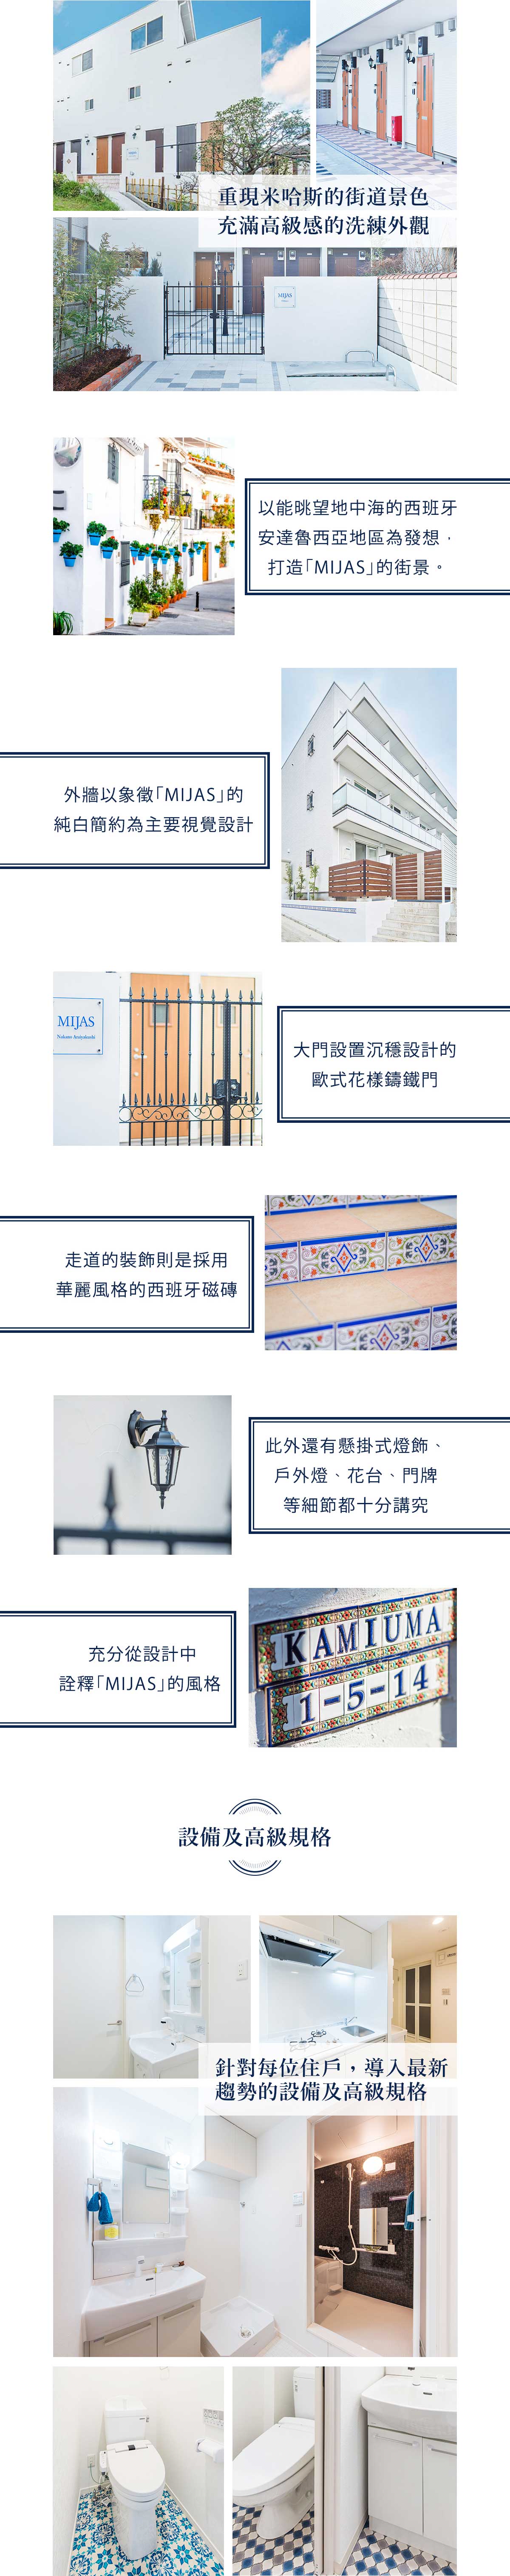 重現米哈斯的街道景色
充滿高級感的洗練外觀
MIJAS
以能眺望地中海的西班牙
安達魯西亞地區為發想，
打造「MIJAS」的街景。
外牆以象徵「MIJAS」的
純白簡約為主要視覺設計
MIJAS
大門設置沉穩設計的
歐式花樣鑄鐵門
走道的裝飾則是採用
華麗風格的西班牙磁磚
此外還有懸掛式燈飾、
戶外燈、花台、門牌
等細節都十分講究
充分從設計中
詮釋「MIJAS」的風格
KAMIUMA
1-5-14
設備及高級規格
針對每位住戶，導入最新
趨勢的設備及高級規格